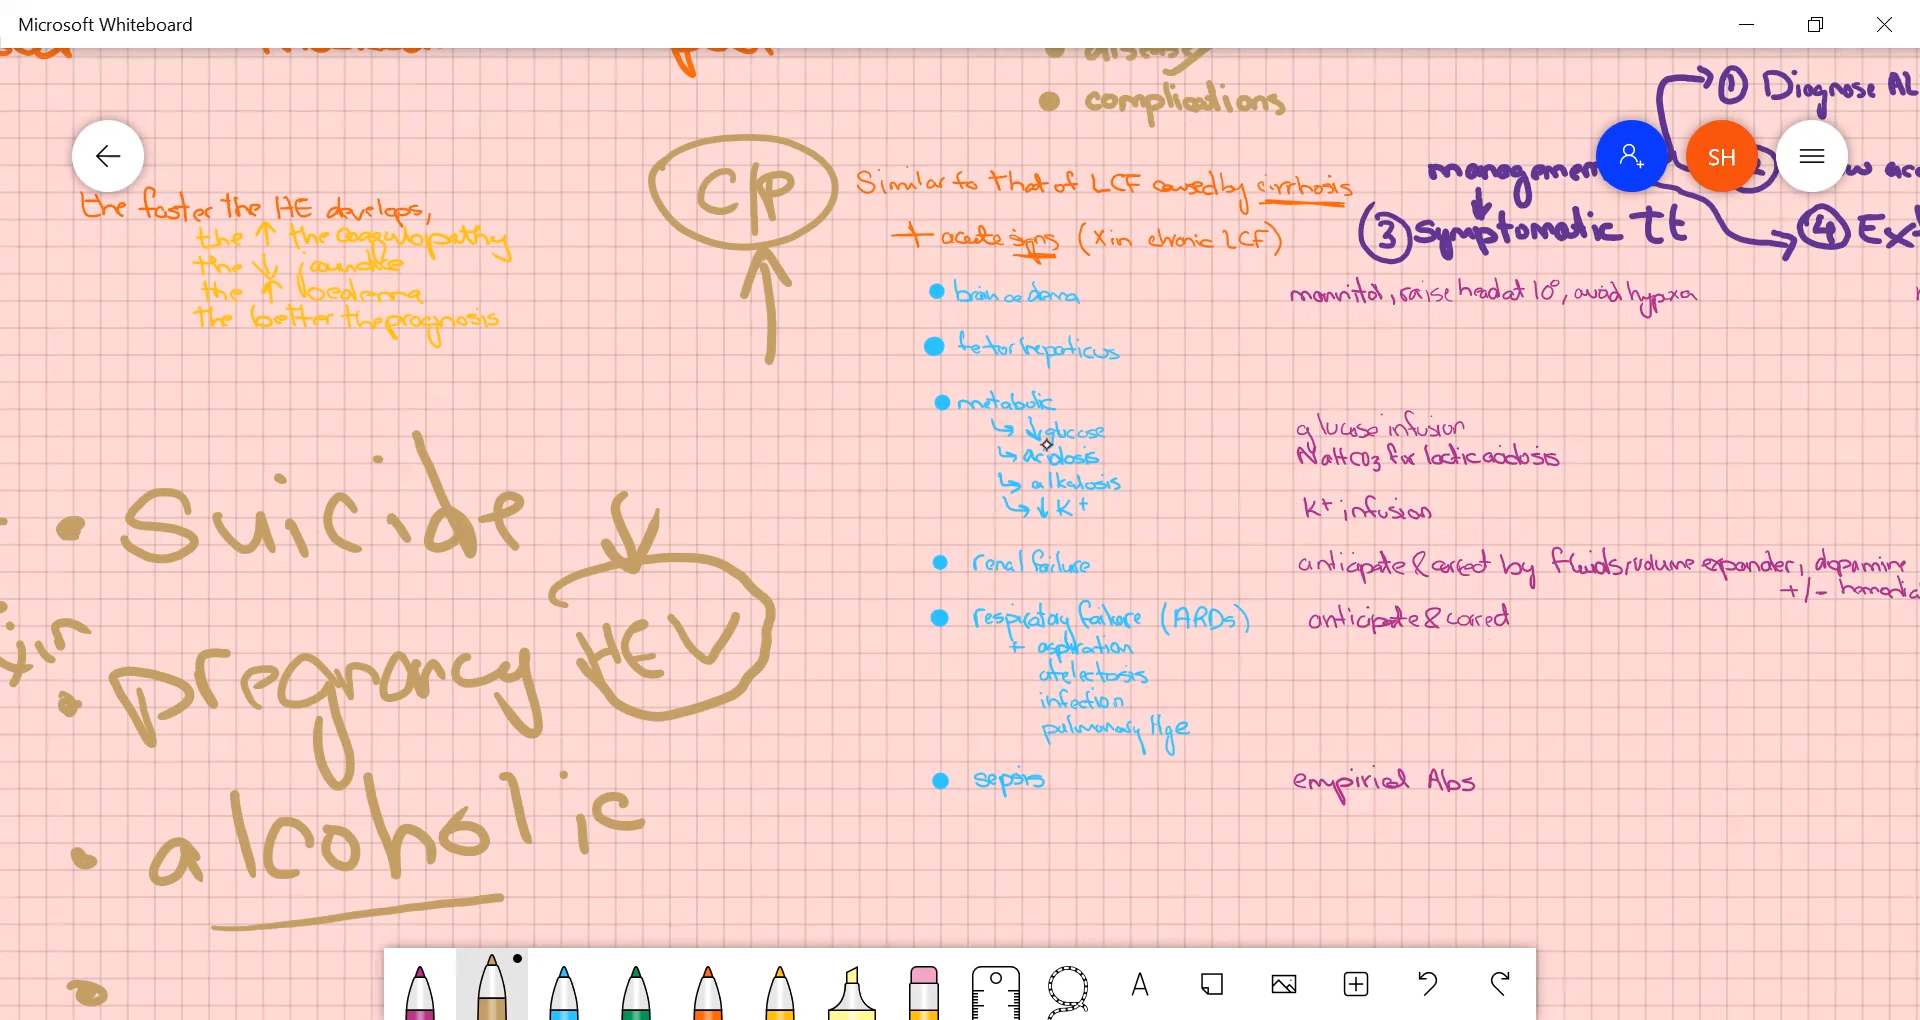 Microsoft Whiteboard
complications
① Diagnose AL
SH
C/P
Similar to that of LCF caused by cirrhosis
+ acute signs (X in chronic LCF)
management
③ symptomatic TT
④ Ex
the faster the HE develops,
the ↑ the coagulopathy
the ↓ jaundice
the ↑ oedema
the better the prognosis
• brain oedema
mannitol, raise head at 10°, avoid hypoxia
• fetor hepaticus
• metabolic
↳ ↓ glucose
glucose infusion
↳ acidosis
NaHCO3 for lactic acidosis
↳ alkalosis
↳ ↓ K+
K+ infusion
• renal failure
anticipate & correct by fluids/volume expander, dopamine
+/- hemodia
• respiratory failure (ARDs)
anticipate & correct
+ aspiration
atelectasis
infection
pulmonary Hge
• sepsis
empirical Abs
• Suicide
• pregnancy
HEV
• alcoholic
A